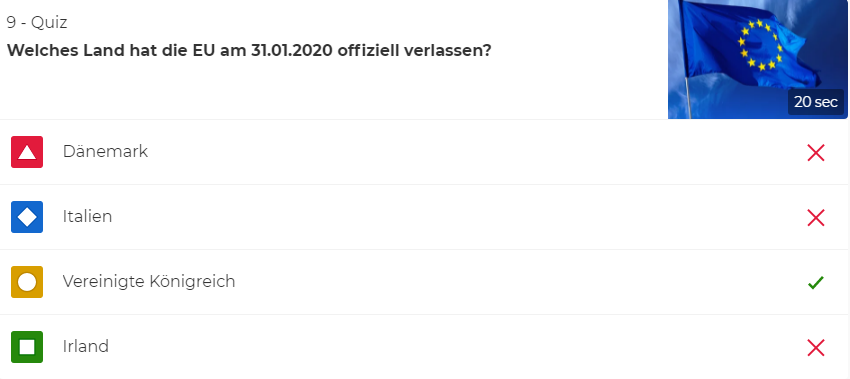 9 - Quiz
Welches Land hat die EU am 31.01.2020 offiziell verlassen?
20 sec
Dänemark
Italien
Vereinigte Königreich
Irland